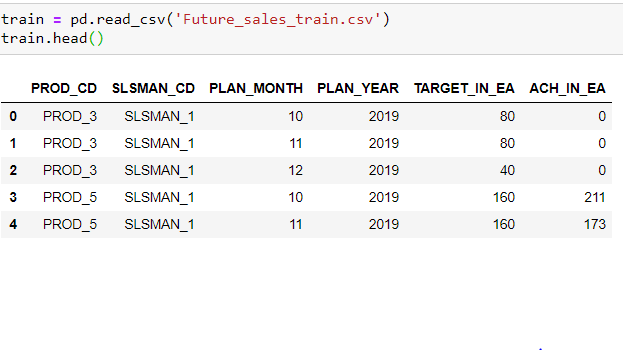 train = pd.read_csv('Future_sales_train.csv')
train.head()
PROD_CD SLSMAN_CD PLAN_MONTH PLAN_YEAR TARGET_IN_EA ACH_IN_EA
0 PROD_3 SLSMAN_1 10 2019 80 0
1 PROD_3 SLSMAN_1 11 2019 80 0
2 PROD_3 SLSMAN_1 12 2019 40 0
3 PROD_5 SLSMAN_1 10 2019 160 211
4 PROD_5 SLSMAN_1 11 2019 160 173